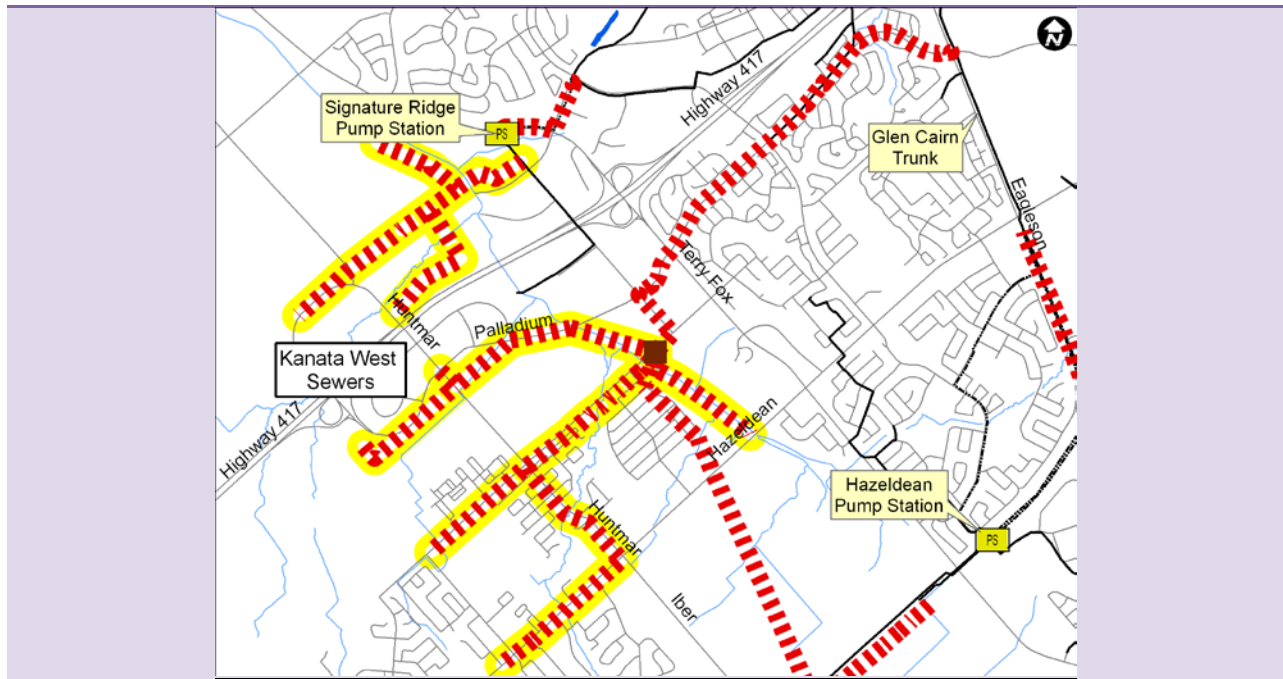 N
Highway 417
Signature Ridge
Pump Station
PS
Glen Cairn
Trunk
Eagleson
Terry Fox
Huntmar
Palladium
Kanata West
Sewers
Highway 417
Hazeldean
Hazeldean
Pump Station
PS
Huntmar
Iber